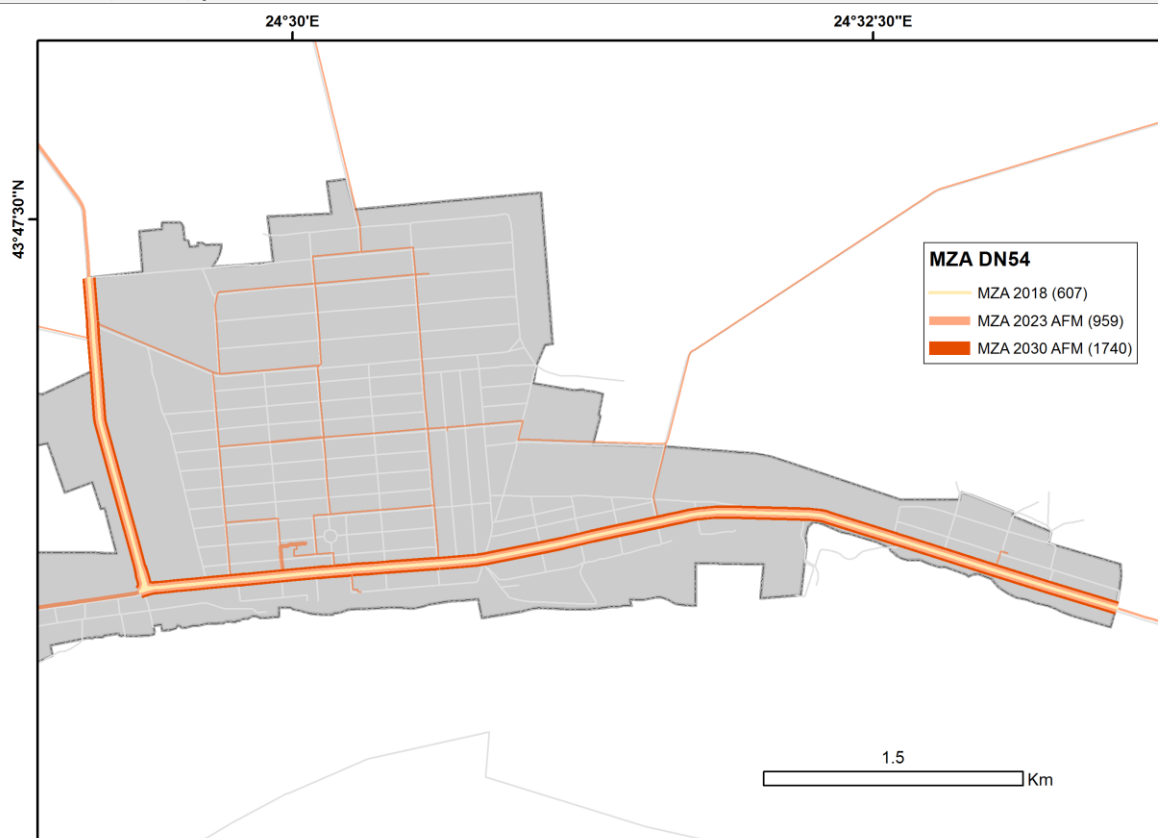 24°30'E
24°32'30"E
43°47'30"N
MZA DN54
MZA 2018 (607)
MZA 2023 AFM (959)
MZA 2030 AFM (1740)
1.5
Km